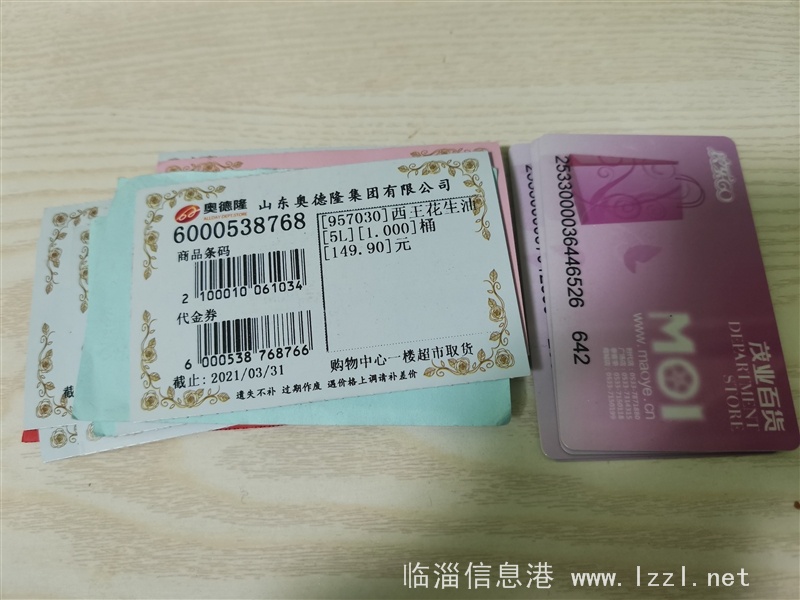 奥德隆 山东奥德隆集团有限公司
6000538768
[957030]西王花生油
[5L][1.000]桶
[149.90]元
商品条码
2 100010 061034
代金券
6 000538 768766
截止: 2021/03/31
购物中心一楼超市取货
遗失不补 过期作废 遇价格上调请补差价
2533000036446526 642
MOI
www.maoye.cn
茂业百货
DEPARTMENT
STORE
临淄信息港 www.lzzl.net